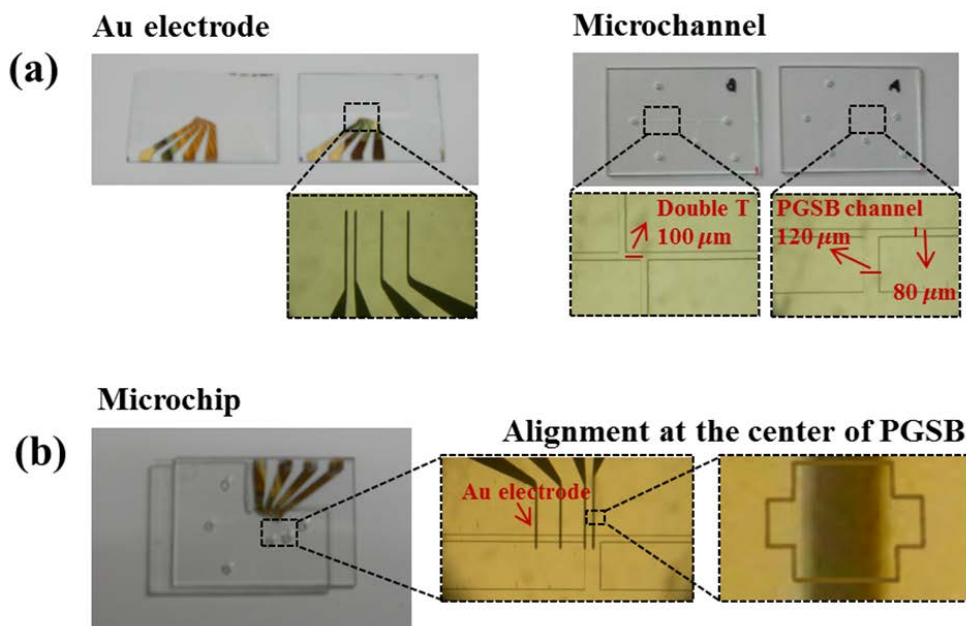 Au electrode
Microchannel
(a)
B
A
Double T
100 μm
PGSB channel
120 μm
80 μm
Microchip
(b)
Alignment at the center of PGSB
Au electrode